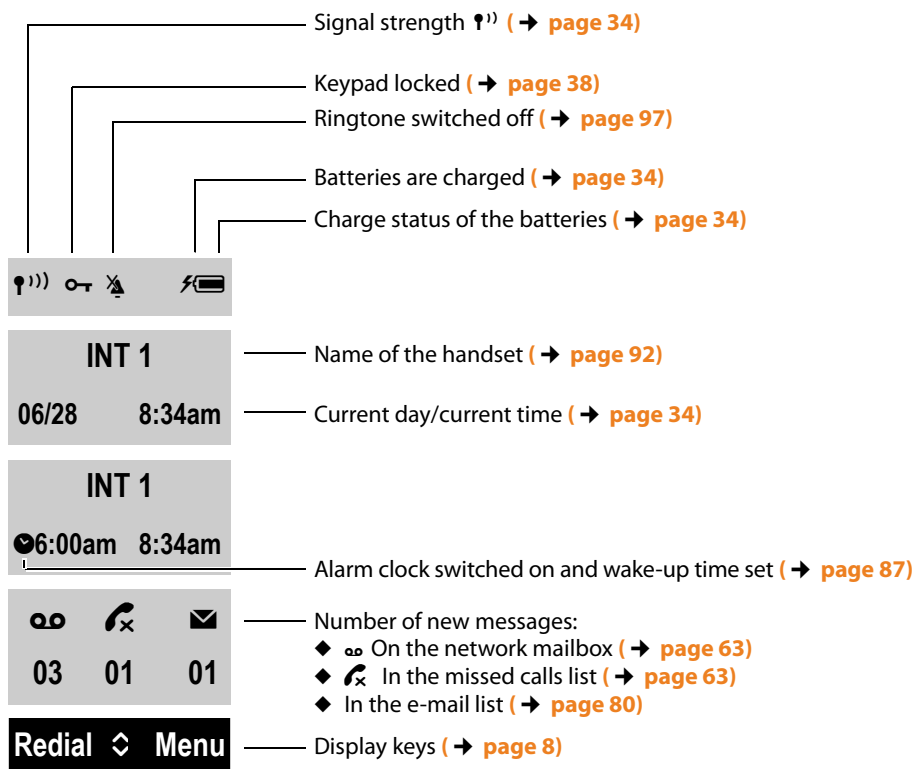 Signal strength (➔ page 34)
Keypad locked (➔ page 38)
Ringtone switched off (➔ page 97)
Batteries are charged (➔ page 34)
Charge status of the batteries (➔ page 34)
INT 1
Name of the handset (➔ page 92)
06/28 8:34am
Current day/current time (➔ page 34)
INT 1
6:00am 8:34am
Alarm clock switched on and wake-up time set (➔ page 87)
Number of new messages:
◆ On the network mailbox (➔ page 63)
03 01 01
◆ In the missed calls list (➔ page 63)
◆ In the e-mail list (➔ page 80)
Redial Menu
Display keys (➔ page 8)